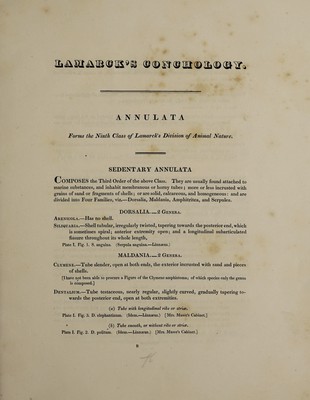 LAMARCK'S CONCHOLOGY.
ANNULATA
Forms the Ninth Class of Lamarck's Division of Animal Nature.
SEDENTARY ANNULATA
COMPOSES the Third Order of the above Class. They are usually found attached to
marine substances, and inhabit membranous or horny tubes; more or less incrusted with
grains of sand or fragments of shells; or are solid, calcareous, and homogeneous: and are
divided into Four Families, viz.—Dorsalia, Maldania, Amphitritea, and Serpulea.
DORSALIA.—2 GENERA.
ARENICOLA.—Has no shell.
SILIQUARIA.—Shell tubular, irregularly twisted, tapering towards the posterior end, which
is sometimes spiral; anterior extremity open; and a longitudinal subarticulated
fissure throughout its whole length.
Plate I. Fig. 1. S. anguina. (Serpula anguina—LINNÆUS.)
MALDANIA.—2 GENERA.
CLYMENE.—Tube slender, open at both ends, the exterior incrusted with sand and pieces
of shells.
[I have not been able to procure a Figure of the Clymene amphistoma; of which species only the genus
is composed.]
DENTALIUM.—Tube testaceous, nearly regular, slightly curved, gradually tapering to-
wards the posterior end, open at both extremities.
(a) Tube with longitudinal ribs or striæ.
Plate I. Fig. 3. D. elephantinum. (Idem.—LINNÆUS.) [Mrs. Mawe's Cabinet.]
(b) Tube smooth, or without ribs or striæ.
Plate I. Fig. 2. D. politum. (Idem.—LINNÆUS.) [Mrs. Mawe's Cabinet.]
B